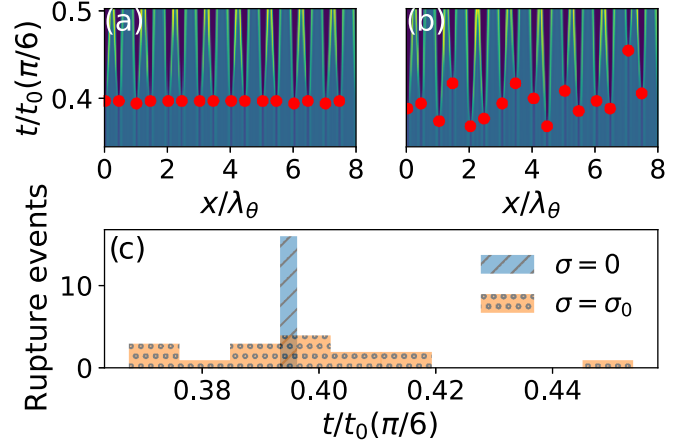 0.5
(a)
(b)
0.4
t/t₀(π/6)
0 2 4 6 8
0 2 4 6 8
x/λ_θ
x/λ_θ
(c)
σ = 0
σ = σ₀
Rupture events
10
0
0.38 0.40 0.42 0.44
t/t₀(π/6)